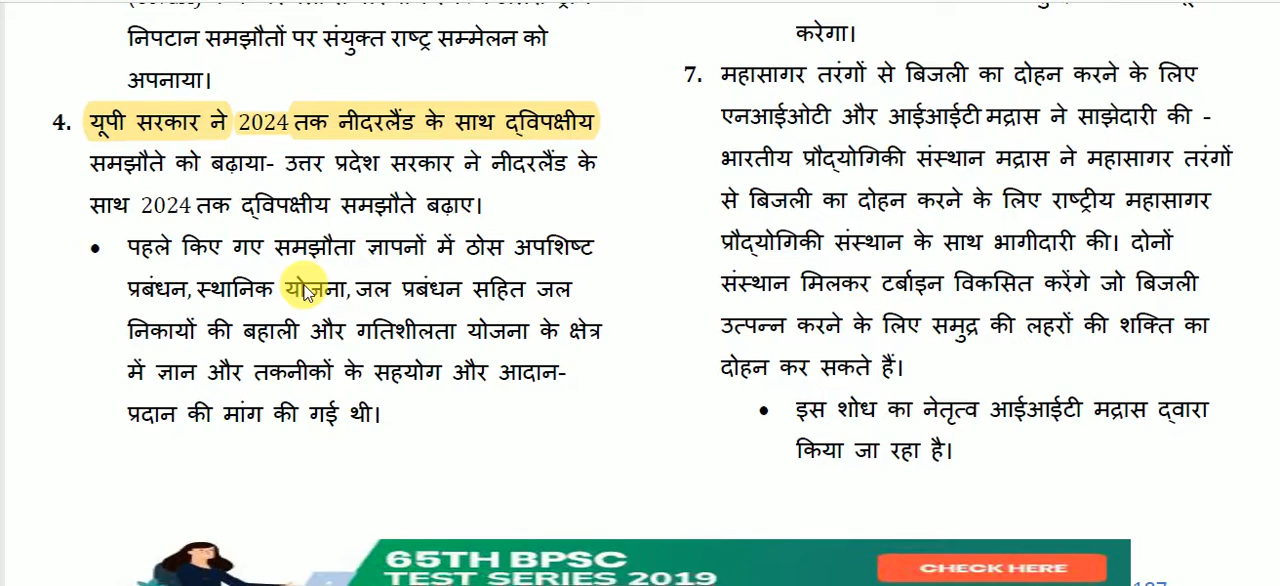 निपटान समझौतों पर संयुक्त राष्ट्र सम्मेलन को
अपनाया।
4. यूपी सरकार ने 2024 तक नीदरलैंड के साथ द्विपक्षीय
समझौते को बढ़ाया- उत्तर प्रदेश सरकार ने नीदरलैंड के
साथ 2024 तक द्विपक्षीय समझौते बढ़ाए।
• पहले किए गए समझौता ज्ञापनों में ठोस अपशिष्ट
प्रबंधन, स्थानिक योजना, जल प्रबंधन सहित जल
निकायों की बहाली और गतिशीलता योजना के क्षेत्र
में ज्ञान और तकनीकों के सहयोग और आदान-
प्रदान की मांग की गई थी।
करेगा।
7. महासागर तरंगों से बिजली का दोहन करने के लिए
एनआईओटी और आईआईटी मद्रास ने साझेदारी की -
भारतीय प्रौद्योगिकी संस्थान मद्रास ने महासागर तरंगों
से बिजली का दोहन करने के लिए राष्ट्रीय महासागर
प्रौद्योगिकी संस्थान के साथ भागीदारी की। दोनों
संस्थान मिलकर टर्बाइन विकसित करेंगे जो बिजली
उत्पन्न करने के लिए समुद्र की लहरों की शक्ति का
दोहन कर सकते हैं।
• इस शोध का नेतृत्व आईआईटी मद्रास द्वारा
किया जा रहा है।
65TH BPSC
TEST SERIES 2019
CHECK HERE